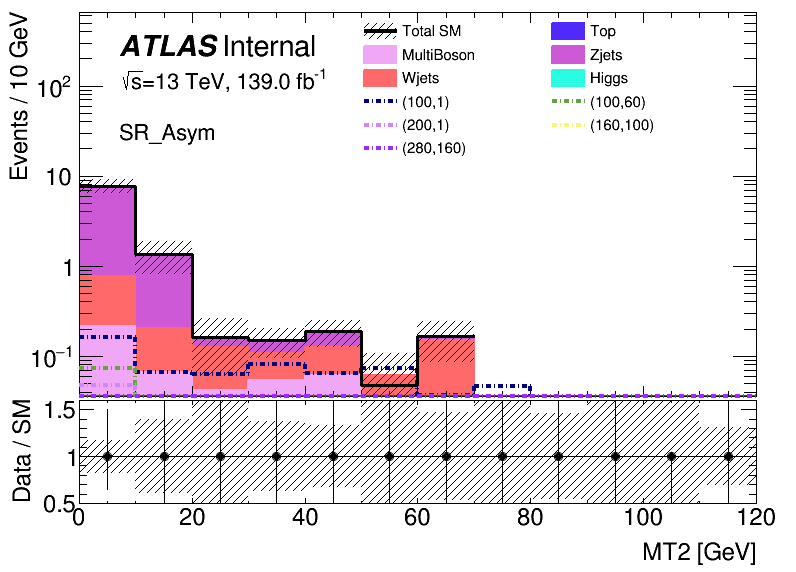 ATLAS Internal
√s=13 TeV, 139.0 fb⁻¹
SR_Asym
Total SM
Top
MultiBoson
Zjets
Wjets
Higgs
(100,1)
(100,60)
(200,1)
(160,100)
(280,160)
Events / 10 GeV
10²
10
1
10⁻¹
Data / SM
1.5
1
0.5
0 20 40 60 80 100 120
MT2 [GeV]